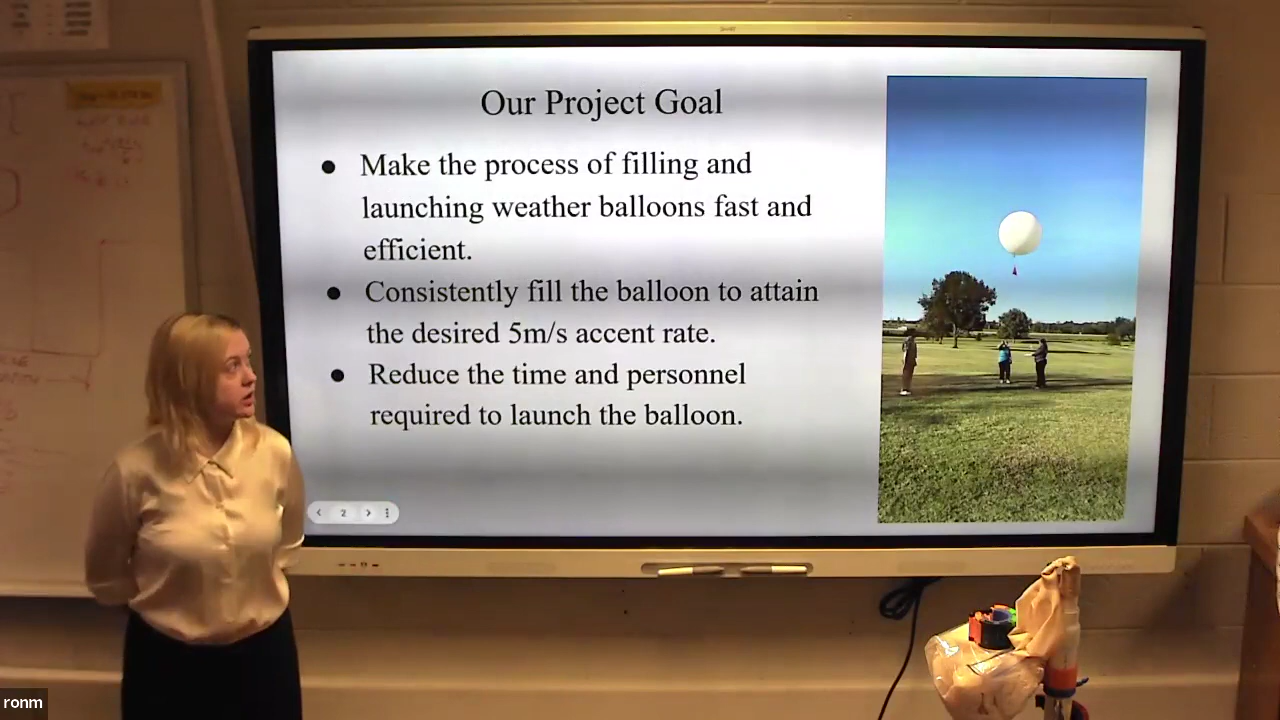 Our Project Goal
● Make the process of filling and
launching weather balloons fast and
efficient.
● Consistently fill the balloon to attain
the desired 5m/s accent rate.
● Reduce the time and personnel
required to launch the balloon.
2
ronm